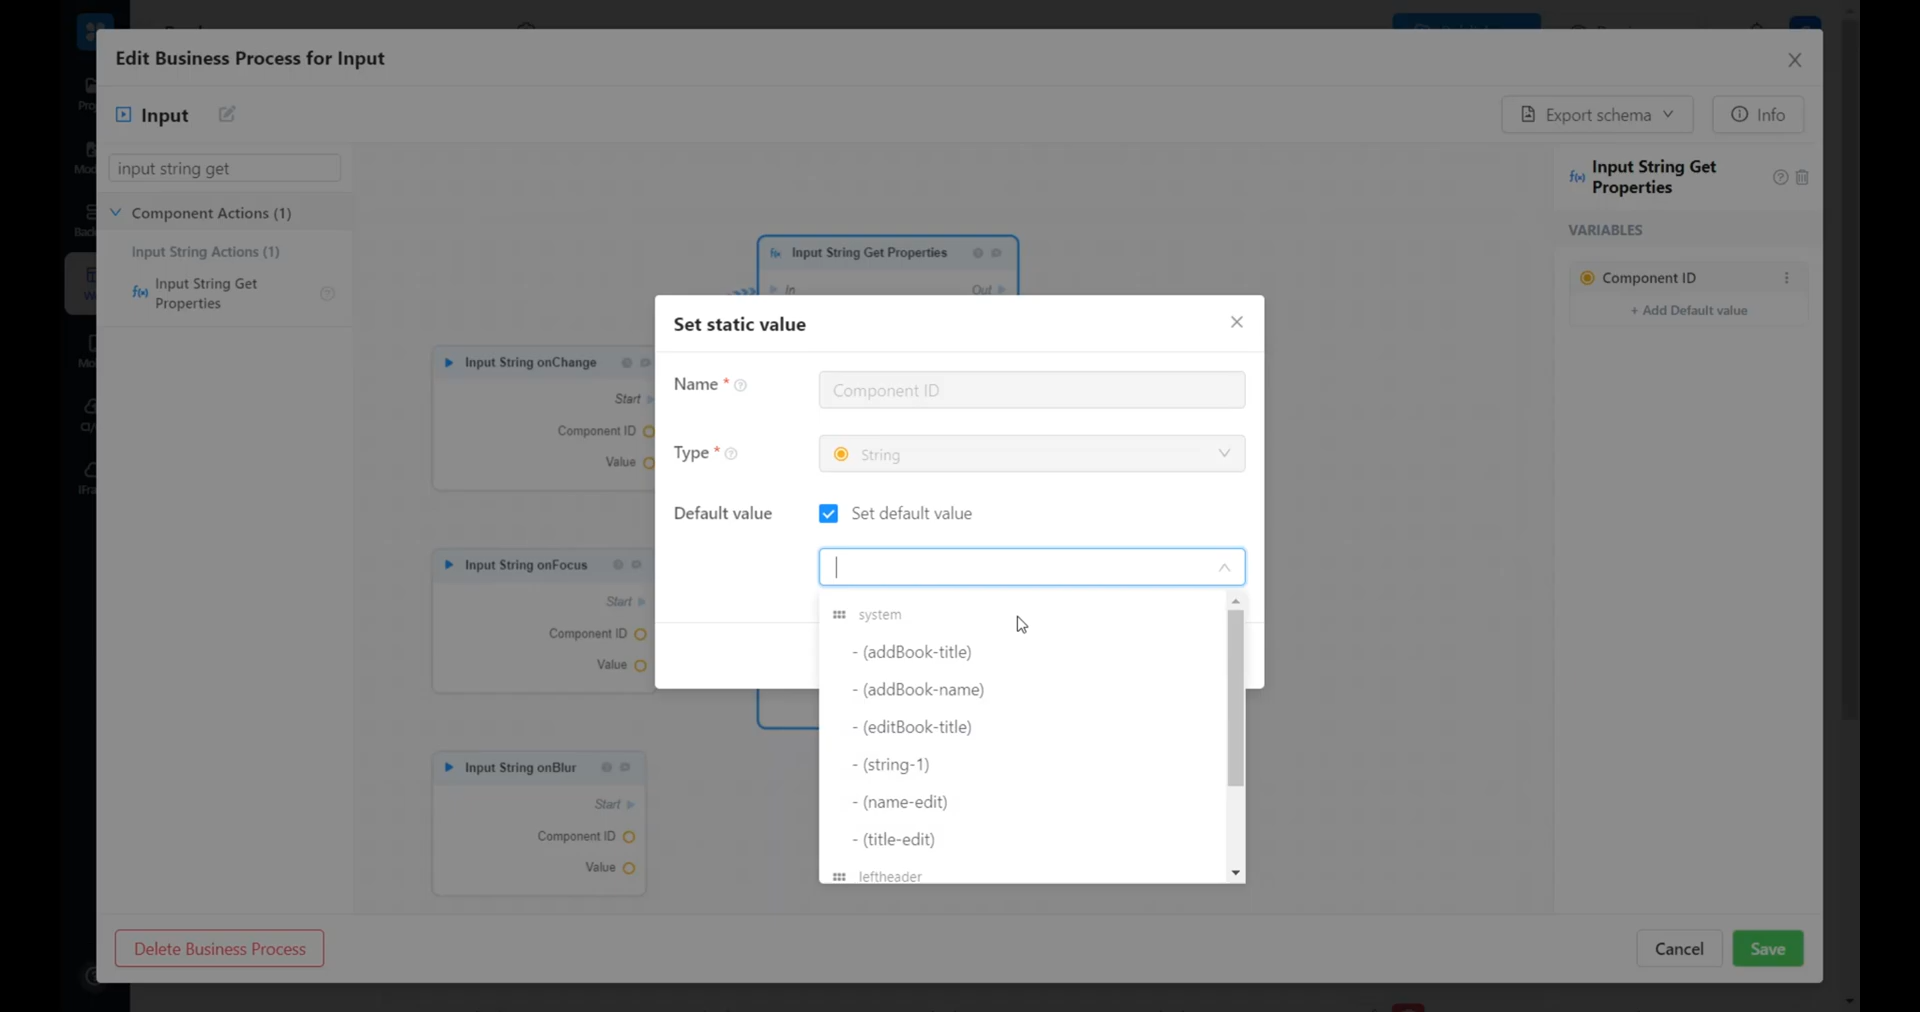 Edit Business Process for Input
Input
Export schema
Info
input string get
Component Actions (1)
Input String Actions (1)
Input String Get
Properties
Input String Get Properties
In
Out
Input String onChange
Start
Component ID
Value
Input String onFocus
Start
Component ID
Value
Input String onBlur
Start
Component ID
Value
Set static value
Name *
Component ID
Type *
String
Default value
Set default value
system
- (addBook-title)
- (addBook-name)
- (editBook-title)
- (string-1)
- (name-edit)
- (title-edit)
leftheader
f(x) Input String Get
Properties
VARIABLES
Component ID
+ Add Default value
Delete Business Process
Cancel
Save